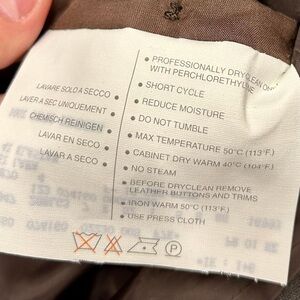 LAVARE SOLO A SECCO
LAVER A SEC UNIQUEMENT
CHEMISCH REINIGEN
LAVAR EN SECO
LAVAR A SECO
• PROFESSIONALLY DRYCLEAN ONLY
WITH PERCHLORETHYLENE
• SHORT CYCLE
• REDUCE MOISTURE
• DO NOT TUMBLE
• MAX TEMPERATURE 50°C (113°F)
• CABINET DRY WARM 40°C (104°F)
• NO STEAM
• BEFORE DRYCLEAN REMOVE
LEATHER BUTTONS AND TRIMS
• IRON WARM 50°C (113°F)
• USE PRESS CLOTH
P